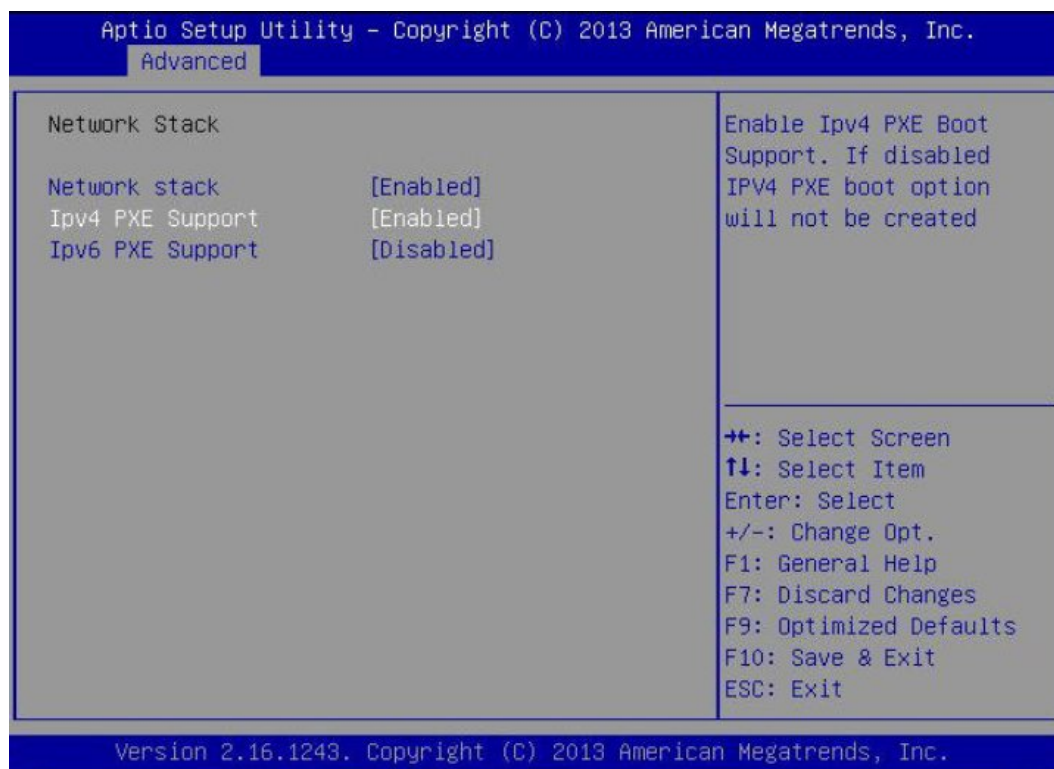 Aptio Setup Utility – Copyright (C) 2013 American Megatrends, Inc.
Advanced
Network Stack
Network stack [Enabled]
Ipv4 PXE Support [Enabled]
Ipv6 PXE Support [Disabled]
Enable Ipv4 PXE Boot
Support. If disabled
IPV4 PXE boot option
will not be created
→←: Select Screen
↑↓: Select Item
Enter: Select
+/-: Change Opt.
F1: General Help
F7: Discard Changes
F9: Optimized Defaults
F10: Save & Exit
ESC: Exit
Version 2.16.1243. Copyright (C) 2013 American Megatrends, Inc.